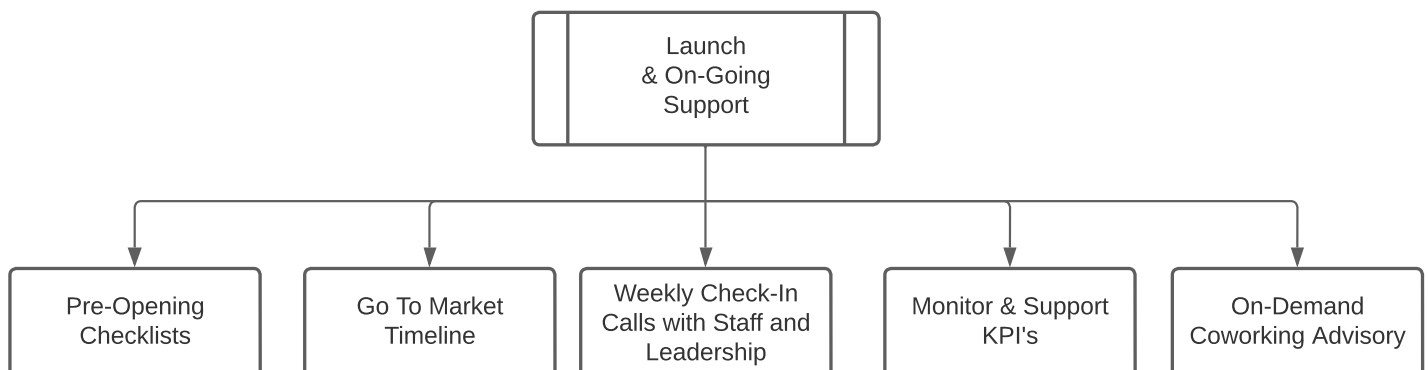 Launch
& On-Going
Support
Pre-Opening
Checklists
Go To Market
Timeline
Weekly Check-In
Calls with Staff and
Leadership
Monitor & Support
KPI's
On-Demand
Coworking Advisory